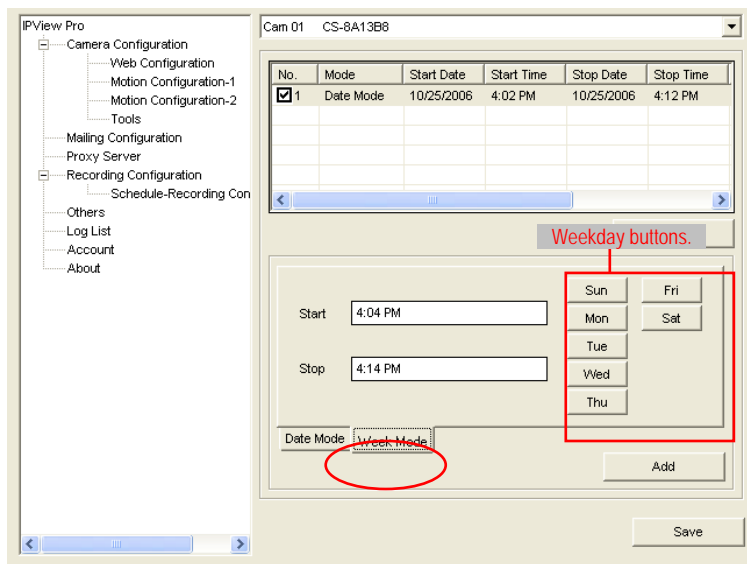 IPView Pro
Camera Configuration
Web Configuration
Motion Configuration-1
Motion Configuration-2
Tools
Mailing Configuration
Proxy Server
Recording Configuration
Schedule-Recording Con
Others
Log List
Account
About
Cam 01 CS-8A13B8
No. Mode Start Date Start Time Stop Date Stop Time
1 Date Mode 10/25/2006 4:02 PM 10/25/2006 4:12 PM
Weekday buttons.
Start 4:04 PM
Stop 4:14 PM
Sun Fri
Mon Sat
Tue
Wed
Thu
Date Mode Week Mode
Add
Save